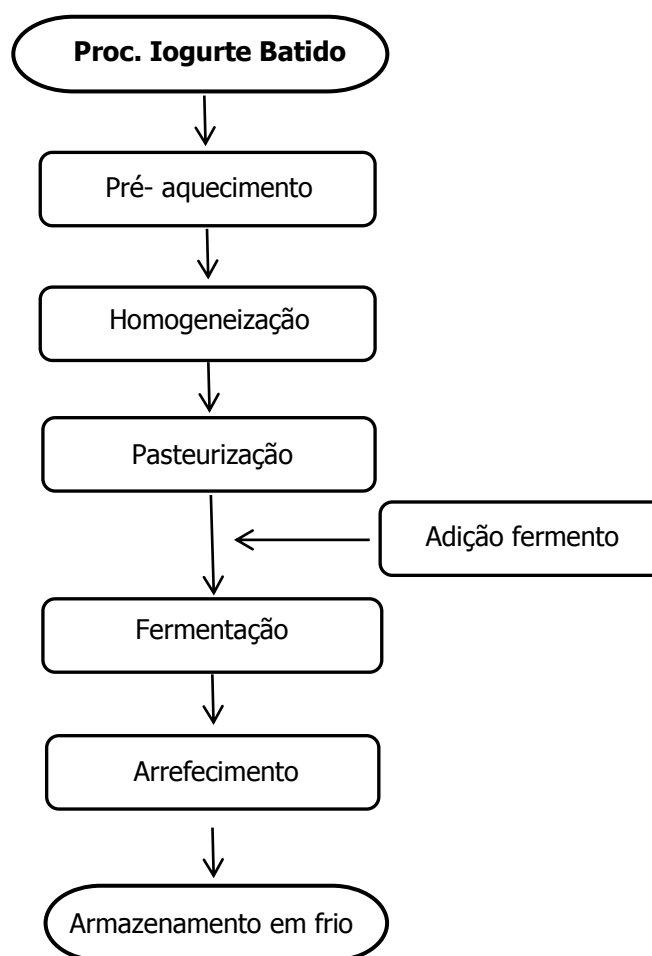 Proc. Iogurte Batido
Pré- aquecimento
Homogeneização
Pasteurização
Adição fermento
Fermentação
Arrefecimento
Armazenamento em frio